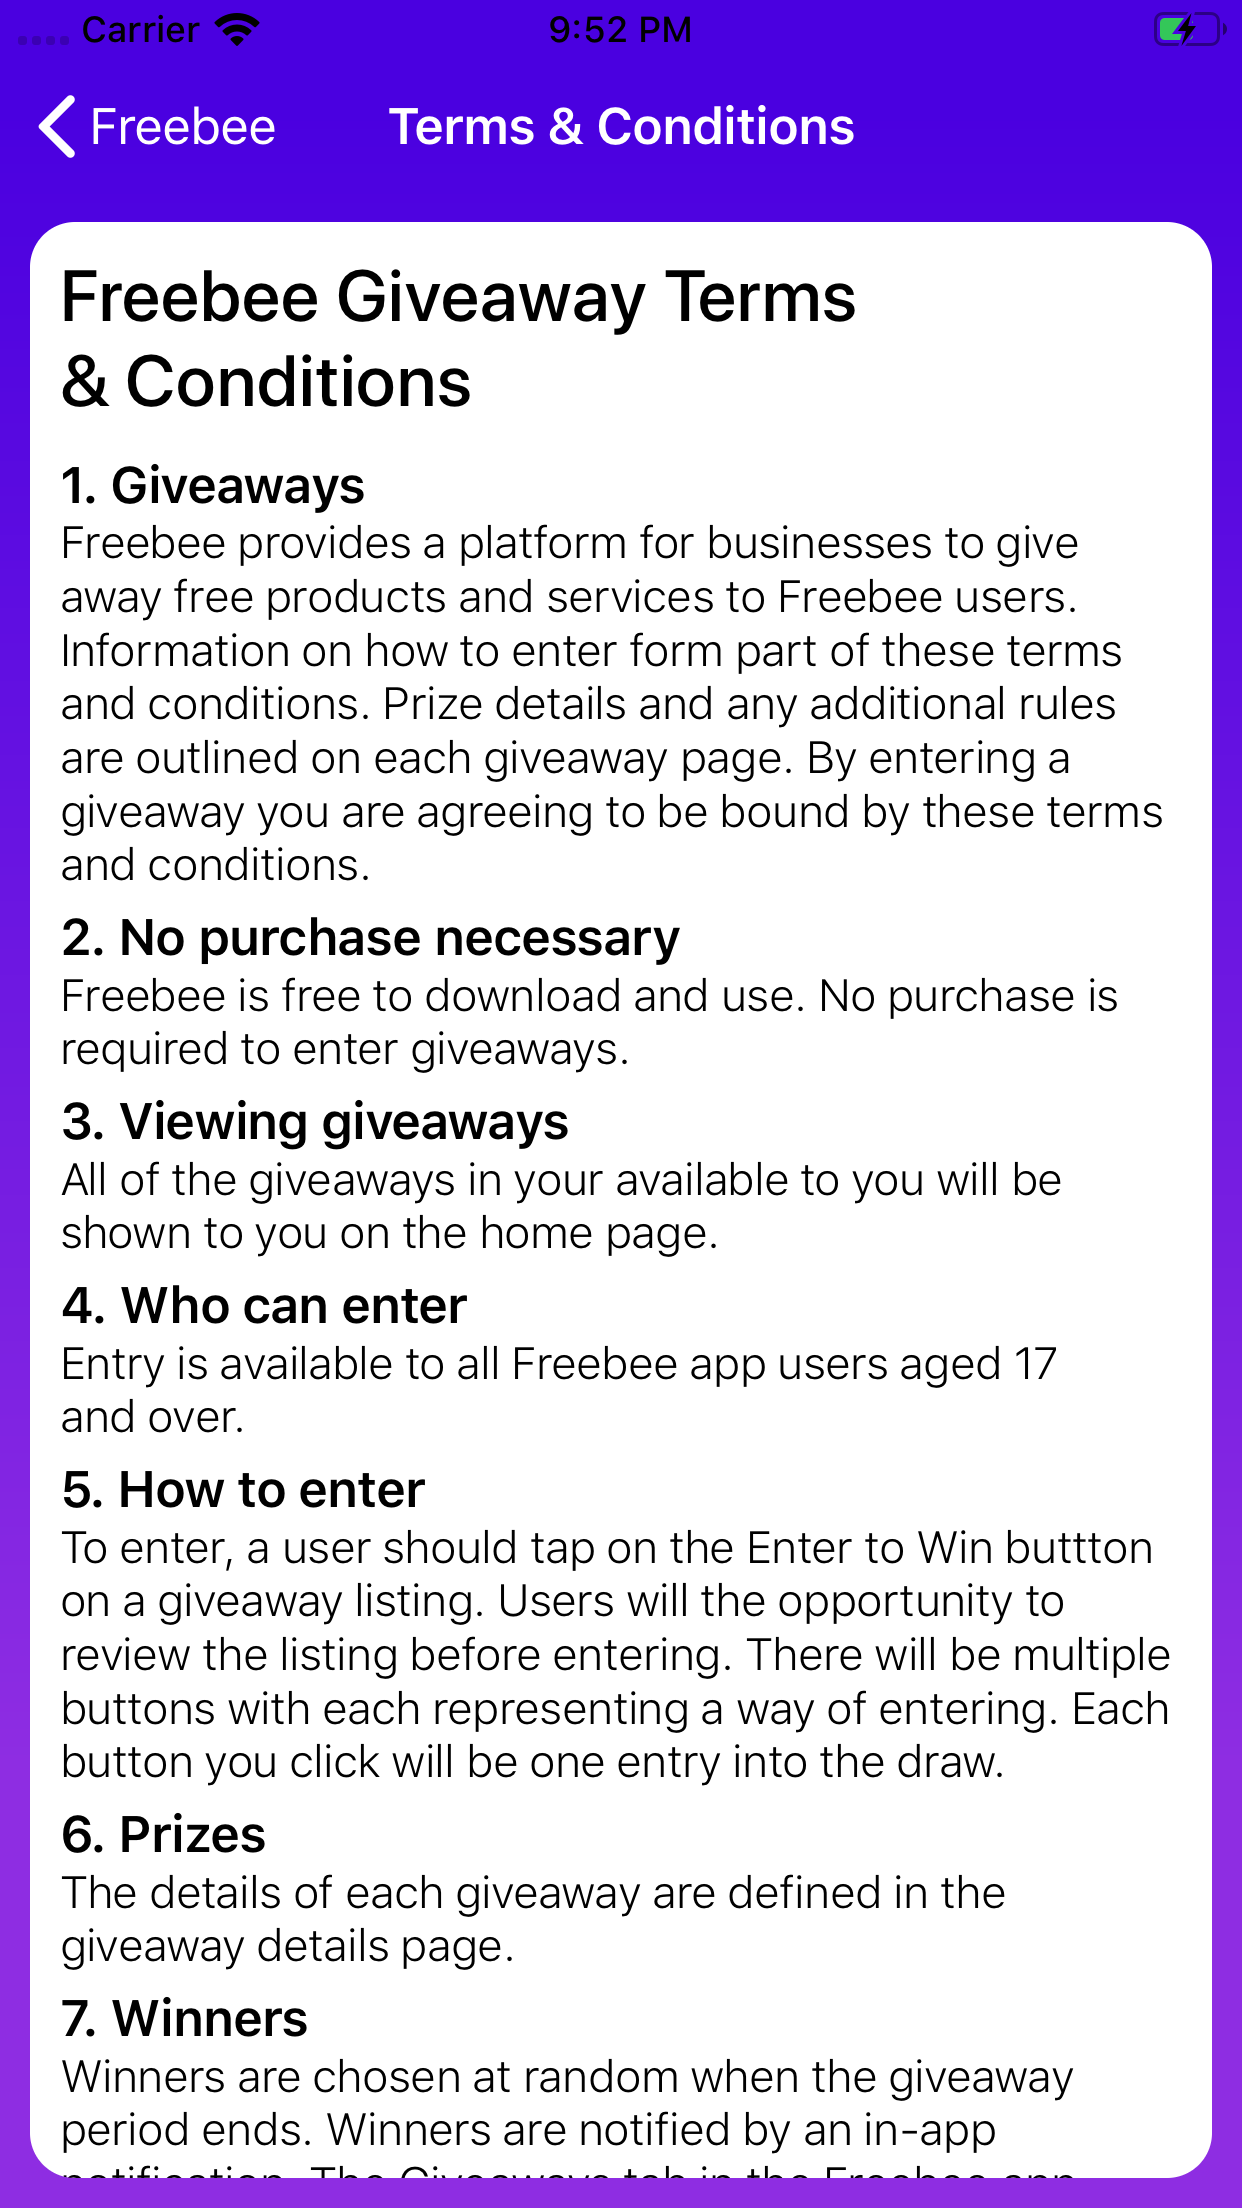 Carrier
9:52 PM
Freebee
Terms & Conditions
Freebee Giveaway Terms
& Conditions
1. Giveaways
Freebee provides a platform for businesses to give
away free products and services to Freebee users.
Information on how to enter form part of these terms
and conditions. Prize details and any additional rules
are outlined on each giveaway page. By entering a
giveaway you are agreeing to be bound by these terms
and conditions.
2. No purchase necessary
Freebee is free to download and use. No purchase is
required to enter giveaways.
3. Viewing giveaways
All of the giveaways in your available to you will be
shown to you on the home page.
4. Who can enter
Entry is available to all Freebee app users aged 17
and over.
5. How to enter
To enter, a user should tap on the Enter to Win buttton
on a giveaway listing. Users will the opportunity to
review the listing before entering. There will be multiple
buttons with each representing a way of entering. Each
button you click will be one entry into the draw.
6. Prizes
The details of each giveaway are defined in the
giveaway details page.
7. Winners
Winners are chosen at random when the giveaway
period ends. Winners are notified by an in-app
notification. The Giveaways tab in the Freebee app